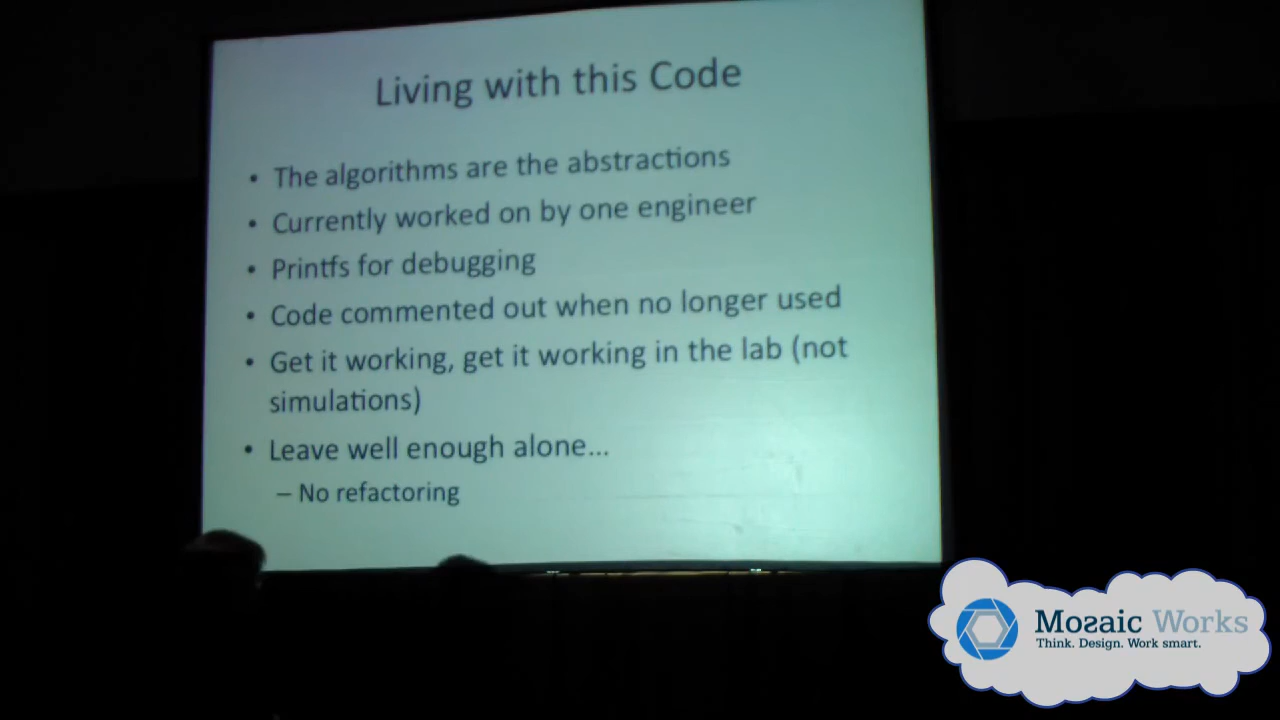 Living with this Code
• The algorithms are the abstractions
• Currently worked on by one engineer
• Printfs for debugging
• Code commented out when no longer used
• Get it working, get it working in the lab (not
simulations)
• Leave well enough alone...
– No refactoring
Mozaic Works
Think. Design. Work smart.